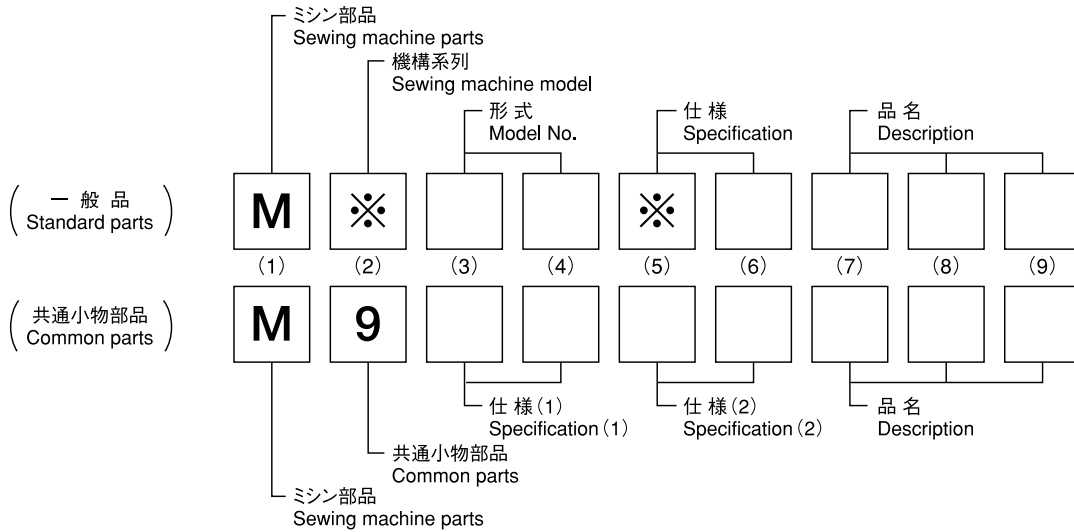 ミシン部品
Sewing machine parts
機構系列
Sewing machine model
形 式
Model No.
仕 様
Specification
品 名
Description
一 般 品
Standard parts
M ※ ※
(1) (2) (3) (4) (5) (6) (7) (8) (9)
共通小物部品
Common parts
M 9
仕 様(1)
Specification(1)
仕 様(2)
Specification(2)
品 名
Description
共通小物部品
Common parts
ミシン部品
Sewing machine parts